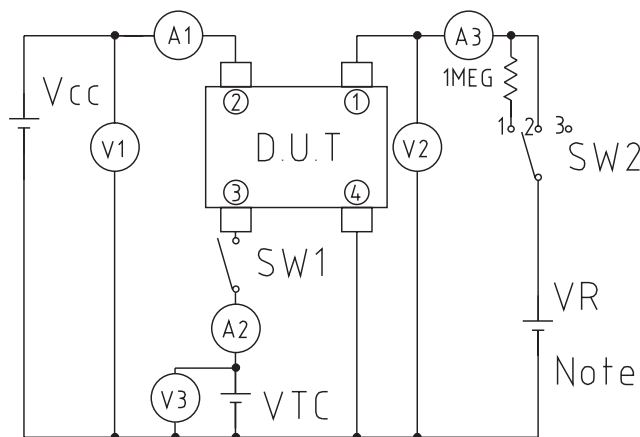 A1
A3
1MEG
Vcc
2
1
1 2 3
V1
D.U.T
V2
SW2
3
4
SW1
VR
A2
Note
V3
VTC